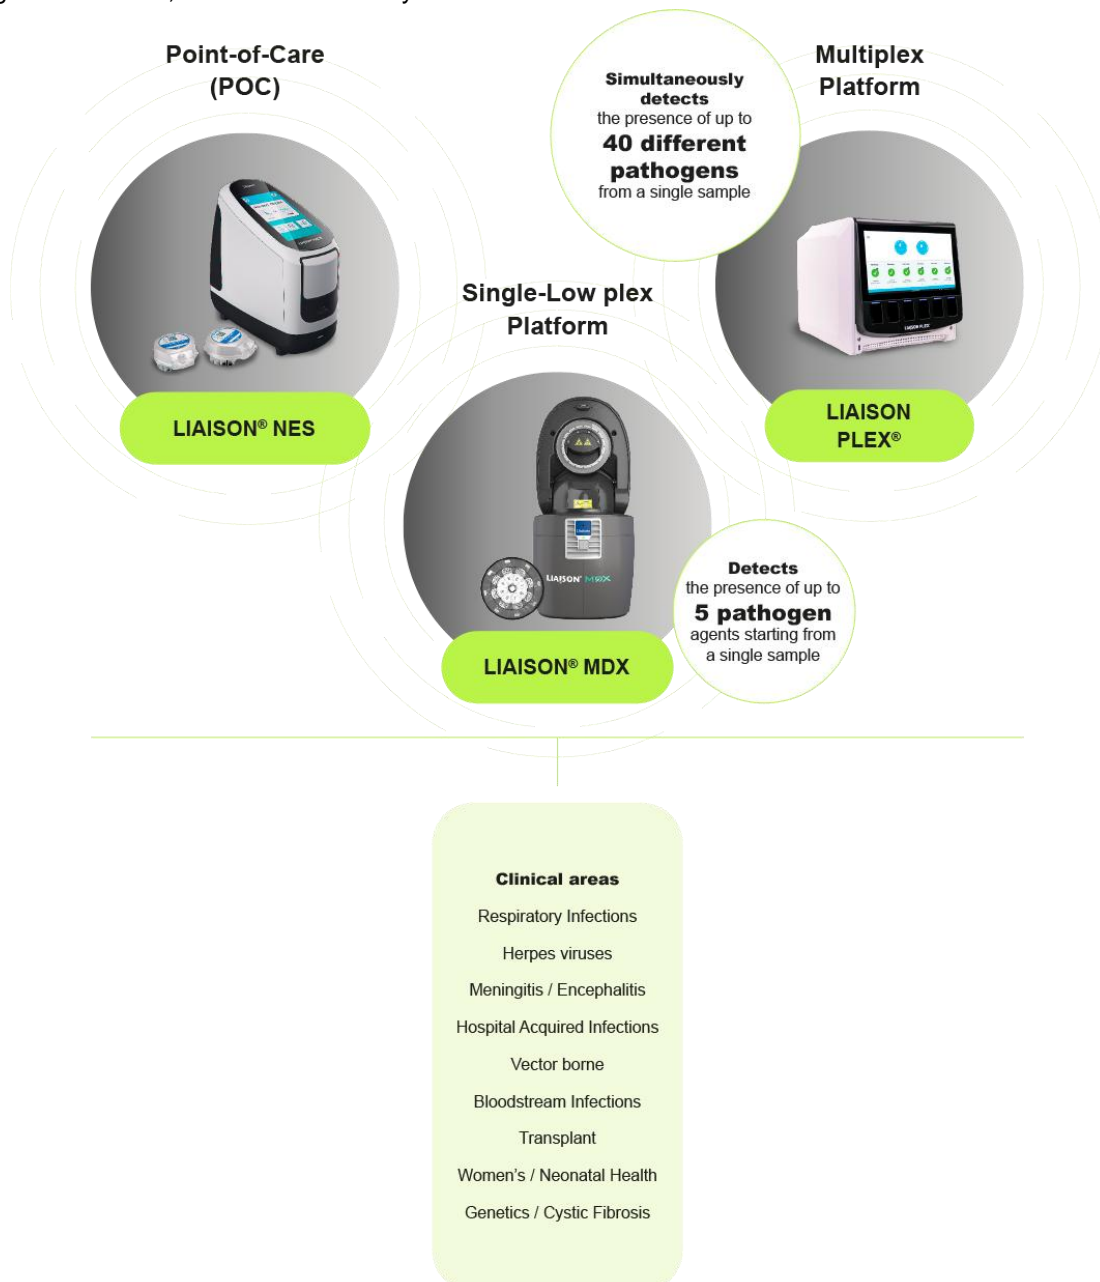 Point-of-Care
(POC)
LIAISON® NES
Simultaneously
detects
the presence of up to
40 different
pathogens
from a single sample
Multiplex
Platform
LIAISON PLEX
LIAISON
PLEX®
Single-Low plex
Platform
LIAISON® MDX
LIAISON® MDX
Detects
the presence of up to
5 pathogen
agents starting from
a single sample
Clinical areas
Respiratory Infections
Herpes viruses
Meningitis / Encephalitis
Hospital Acquired Infections
Vector borne
Bloodstream Infections
Transplant
Women's / Neonatal Health
Genetics / Cystic Fibrosis